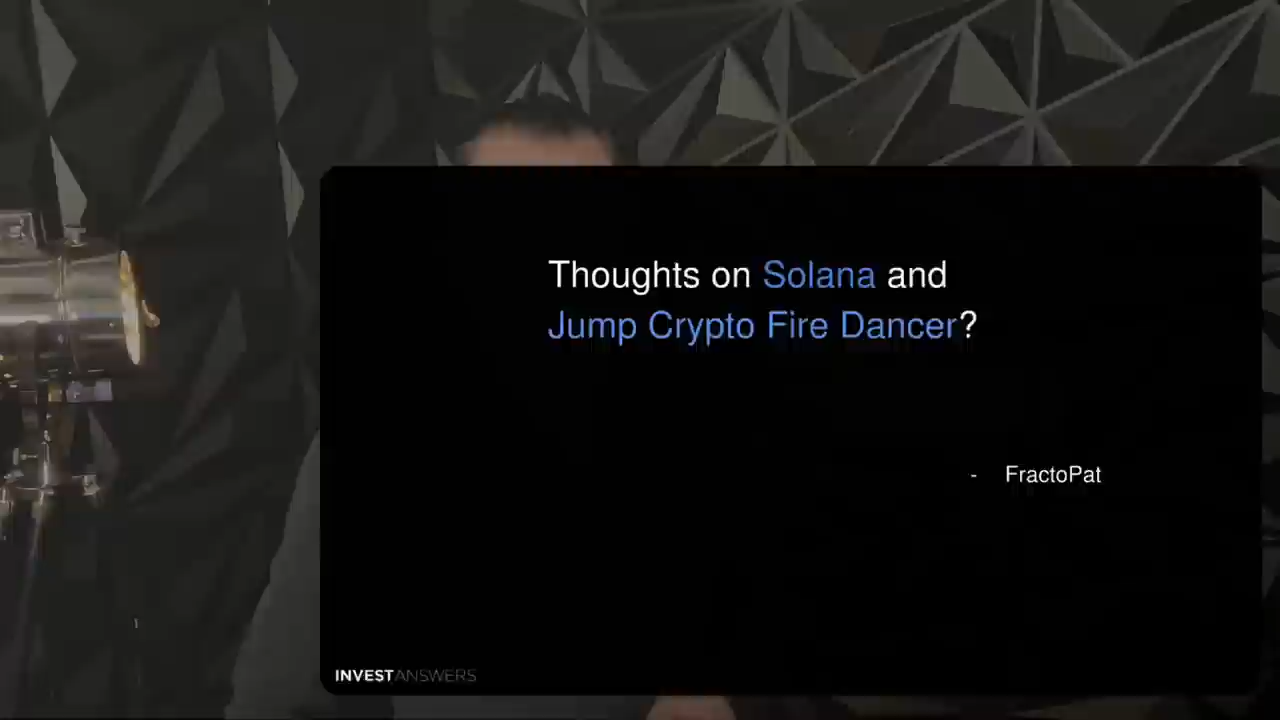 Thoughts on Solana and
Jump Crypto Fire Dancer?
- FractoPat
INVESTANSWERS